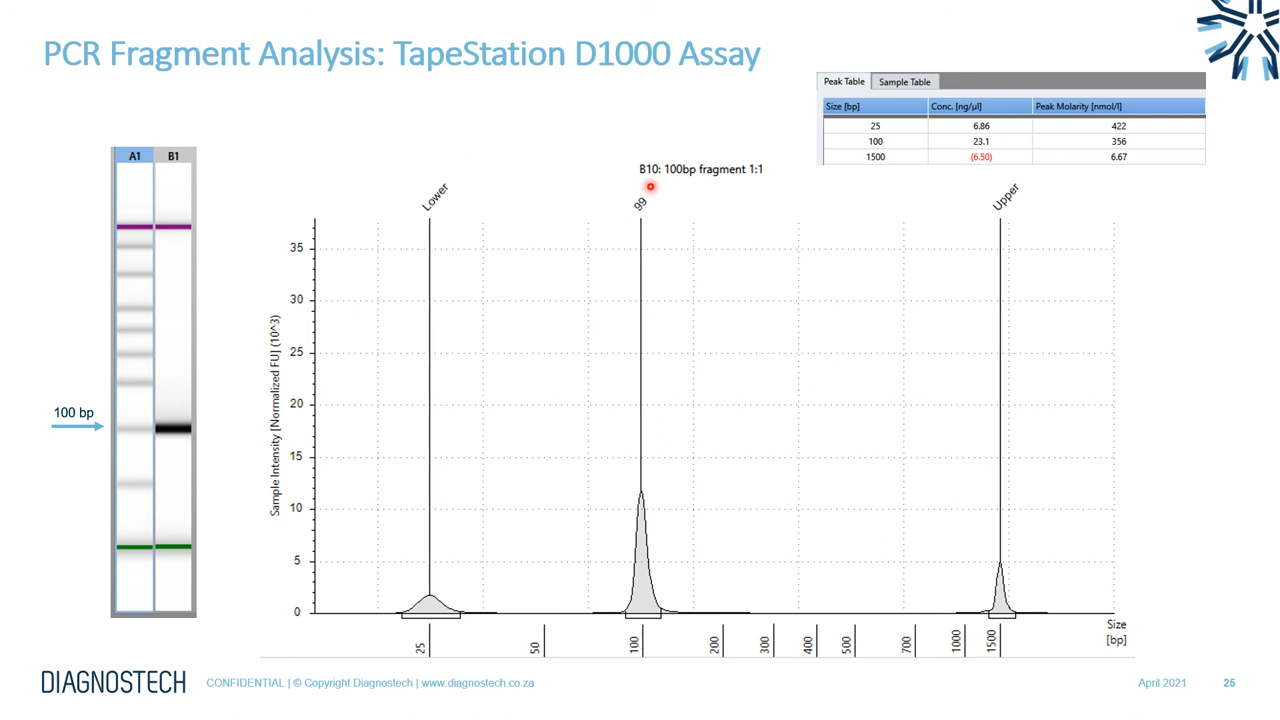 PCR Fragment Analysis: TapeStation D1000 Assay
Peak Table Sample Table
Size [bp] Conc. [ng/µl] Peak Molarity [nmol/l]
25 6.86 422
100 23.1 356
1500 (6.50) 6.67
A1 B1
100 bp
B10: 100bp fragment 1:1
Lower 99 Upper
Sample Intensity [Normalized FU] (10^3)
35
30
25
20
15
10
5
0
25 50 100 200 300 400 500 700 1000 1500
Size
[bp]
DIAGNOSTECH CONFIDENTIAL | © Copyright Diagnostech | www.diagnostech.co.za April 2021 25